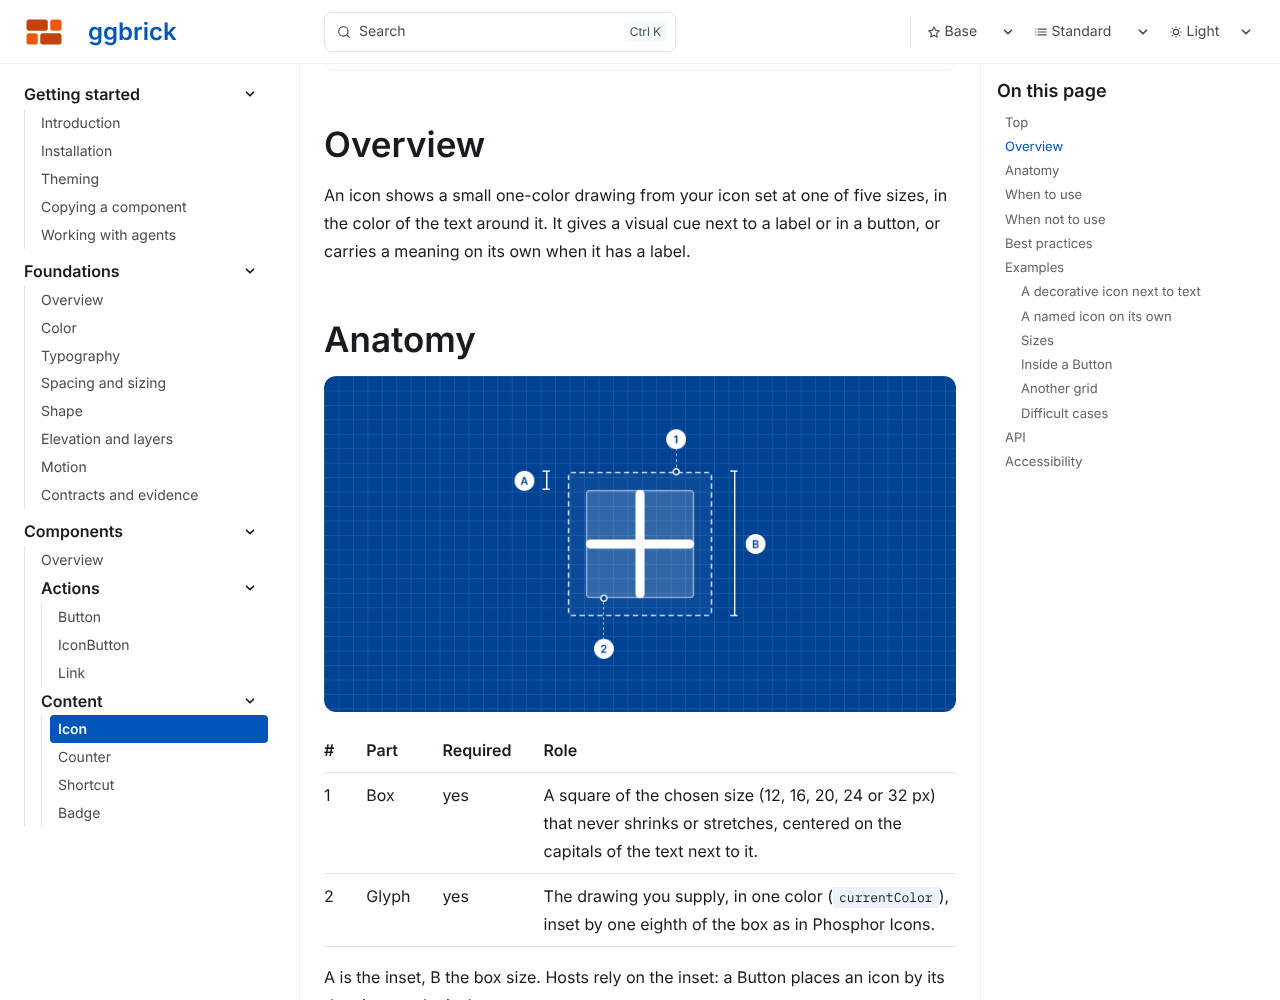 ggbrick
Search
Ctrl K
Base
Standard
Light
Getting started
Introduction
Installation
Theming
Copying a component
Working with agents
Foundations
Overview
Color
Typography
Spacing and sizing
Shape
Elevation and layers
Motion
Contracts and evidence
Components
Overview
Actions
Button
IconButton
Link
Content
Icon
Counter
Shortcut
Badge
Overview
An icon shows a small one-color drawing from your icon set at one of five sizes, in
the color of the text around it. It gives a visual cue next to a label or in a button, or
carries a meaning on its own when it has a label.
Anatomy
1
A
B
2
# Part Required Role
1 Box yes A square of the chosen size (12, 16, 20, 24 or 32 px)
that never shrinks or stretches, centered on the
capitals of the text next to it.
2 Glyph yes The drawing you supply, in one color (currentColor),
inset by one eighth of the box as in Phosphor Icons.
A is the inset, B the box size. Hosts rely on the inset: a Button places an icon by its
On this page
Top
Overview
Anatomy
When to use
When not to use
Best practices
Examples
A decorative icon next to text
A named icon on its own
Sizes
Inside a Button
Another grid
Difficult cases
API
Accessibility